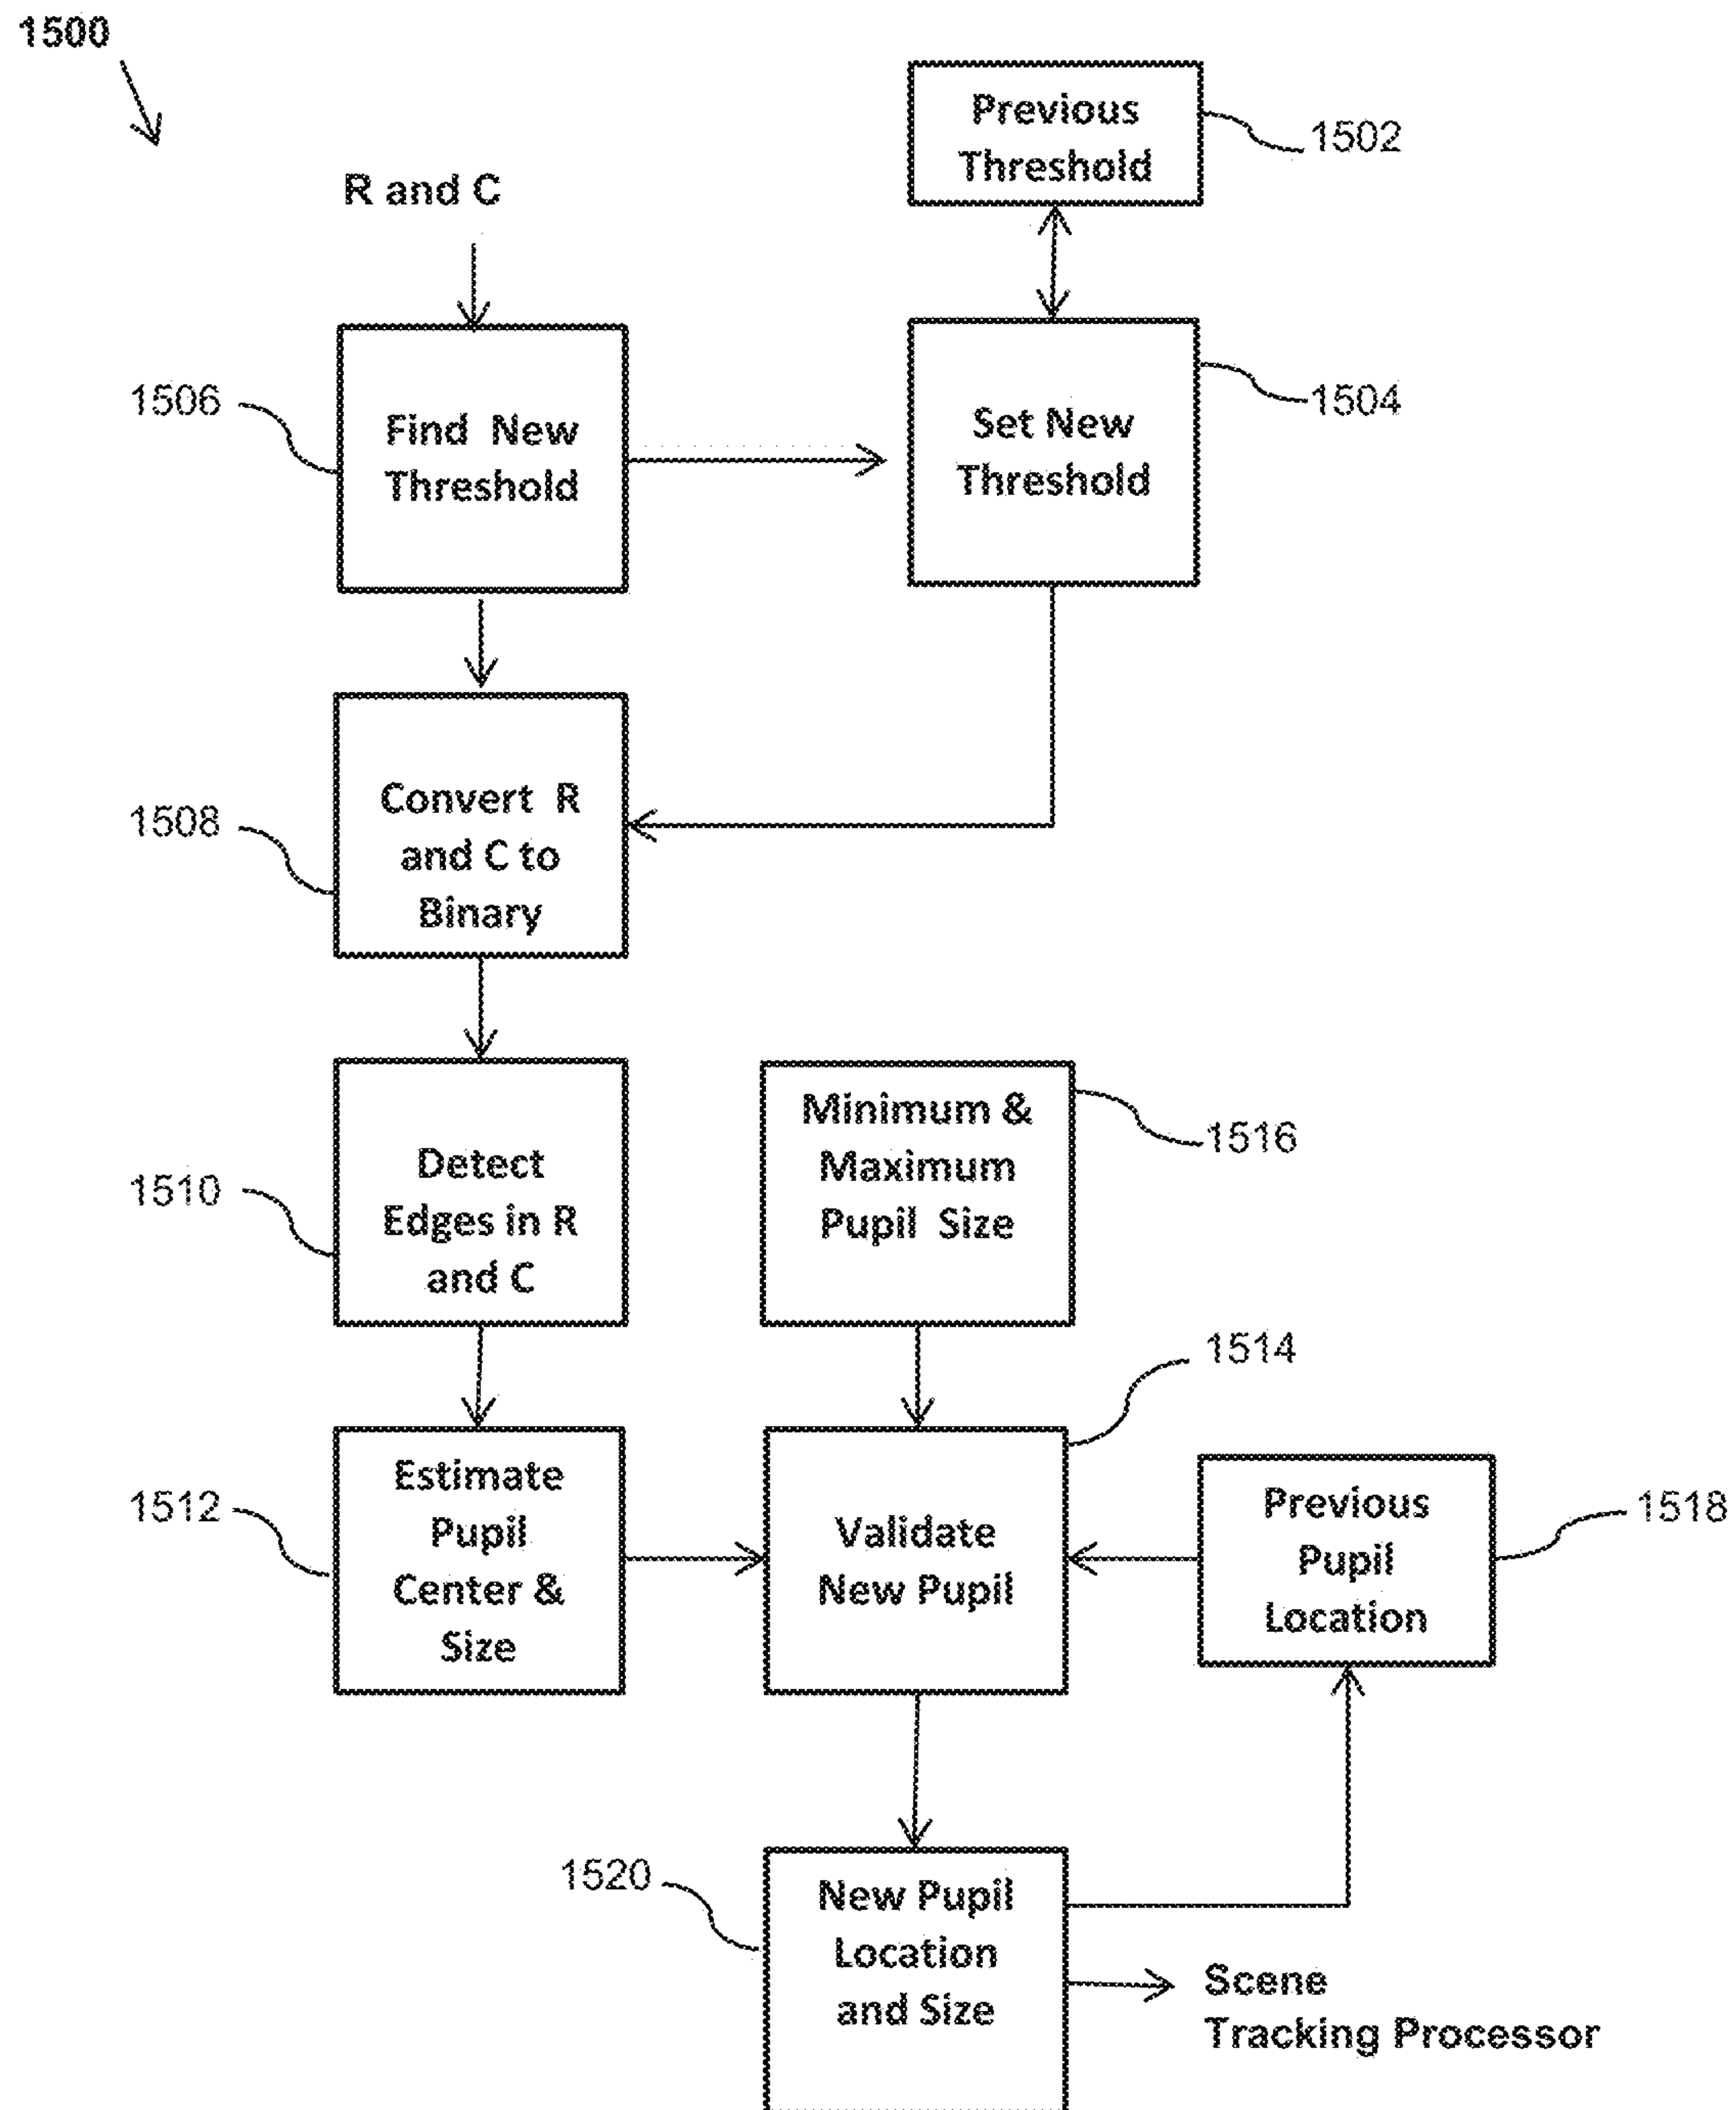 1500
Previous
Threshold
1502
R and C
1506
Find New
Threshold
Set New
Threshold
1504
1508
Convert R
and C to
Binary
1510
Detect
Edges in R
and C
Minimum &
Maximum
Pupil Size
1516
1514
1512
Estimate
Pupil
Center &
Size
Validate
New Pupil
Previous
Pupil
Location
1518
1520
New Pupil
Location
and Size
Scene
Tracking Processor